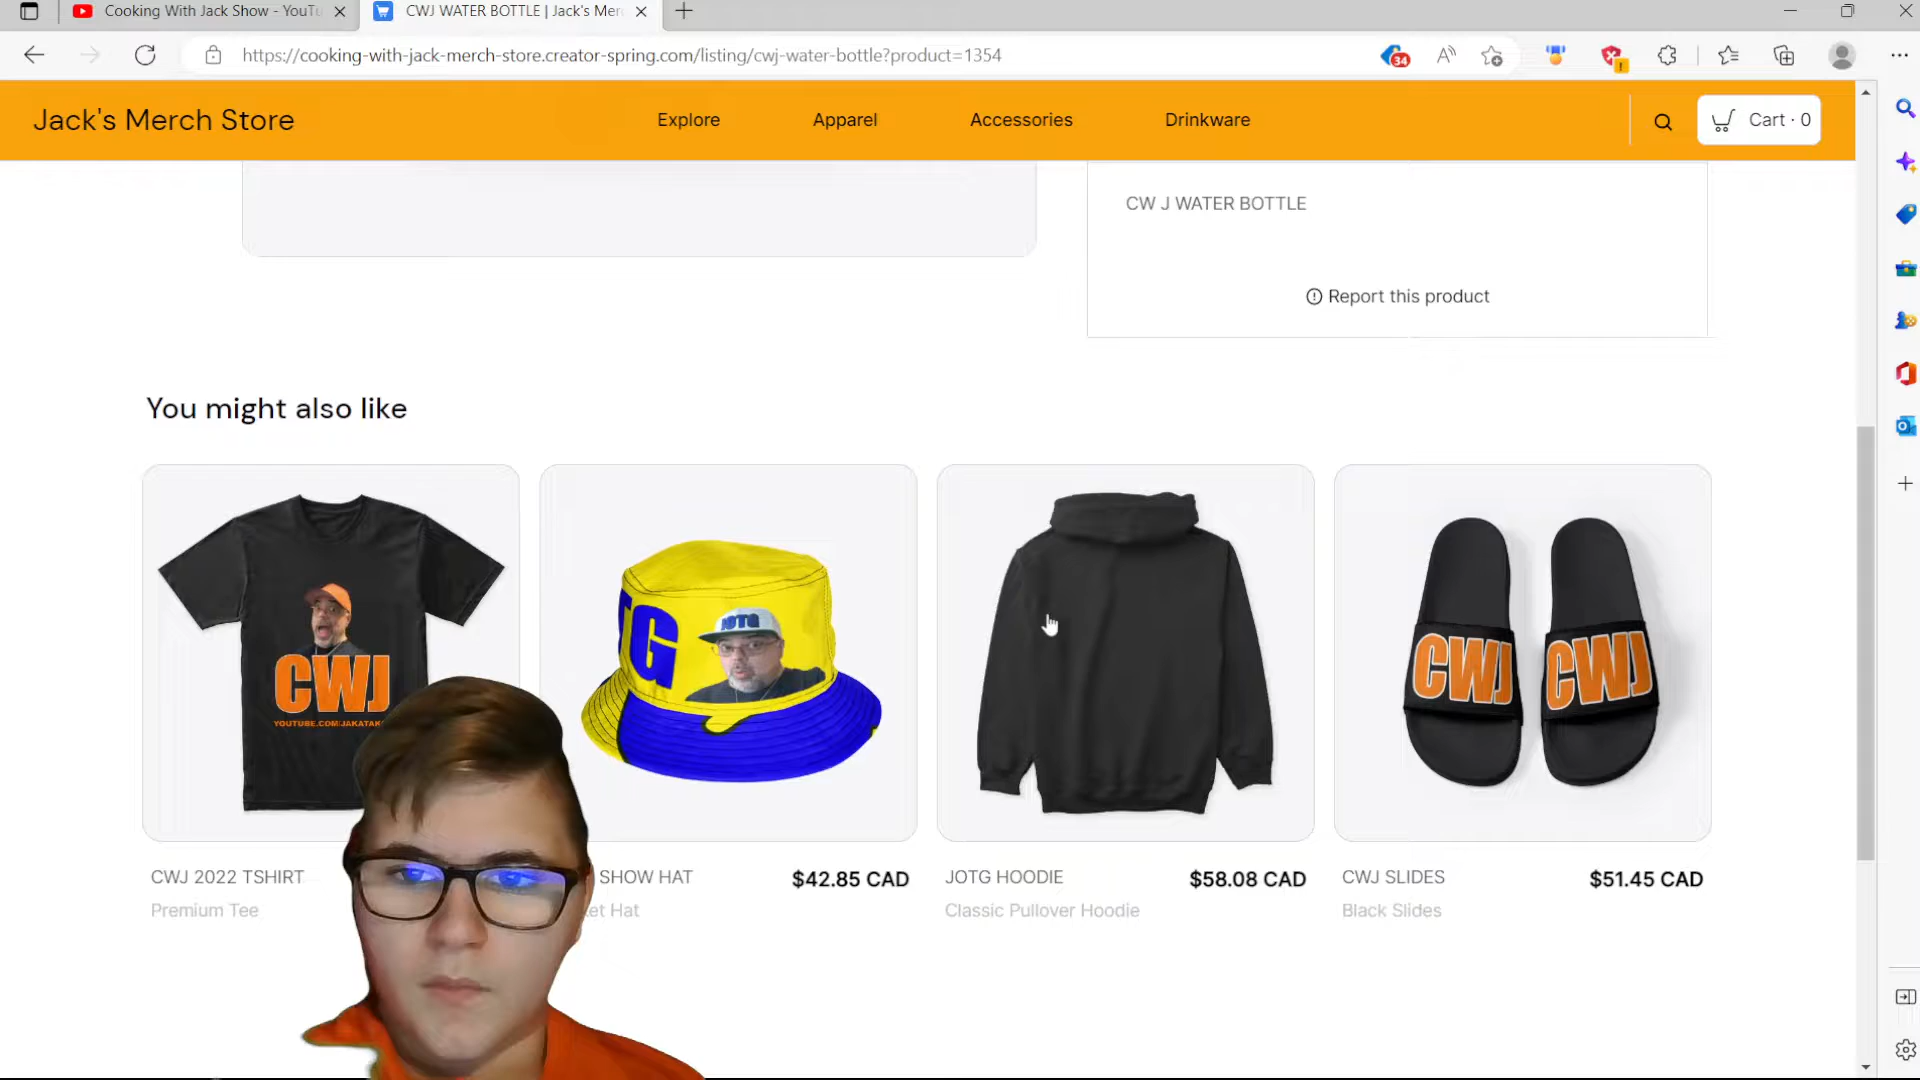 Cooking With Jack Show - YouTu
CWJ WATER BOTTLE | Jack's Mer
https://cooking-with-jack-merch-store.creator-spring.com/listing/cwj-water-bottle?product=1354
34
Jack's Merch Store
Explore
Apparel
Accessories
Drinkware
Cart · 0
CW J WATER BOTTLE
Report this product
You might also like
CWJ
YOUTUBE.COM/JAKATAK
TG
JOTG
CWJ
CWJ
CWJ 2022 TSHIRT
Premium Tee
SHOW HAT
$42.85 CAD
et Hat
JOTG HOODIE
$58.08 CAD
Classic Pullover Hoodie
CWJ SLIDES
$51.45 CAD
Black Slides